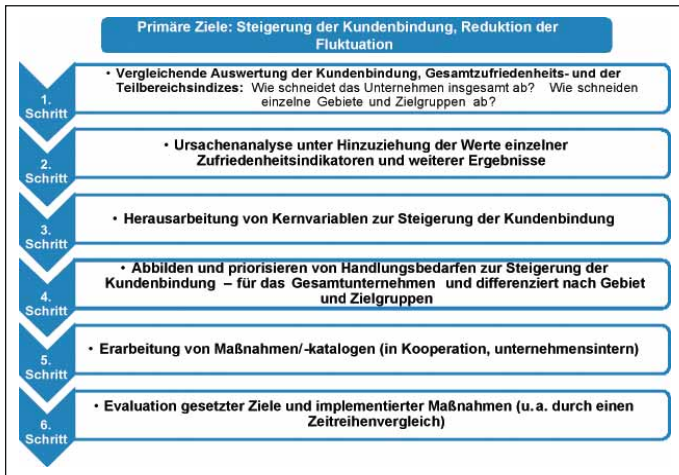 Primäre Ziele: Steigerung der Kundenbindung, Reduktion der
Fluktuation
1.
Schritt
• Vergleichende Auswertung der Kundenbindung, Gesamtzufriedenheits- und der
Teilbereichsindizes: Wie schneidet das Unternehmen insgesamt ab? Wie schneiden
einzelne Gebiete und Zielgruppen ab?
2.
Schritt
• Ursachenanalyse unter Hinzuziehung der Werte einzelner
Zufriedenheitsindikatoren und weiterer Ergebnisse
3.
Schritt
• Herausarbeitung von Kernvariablen zur Steigerung der Kundenbindung
4.
Schritt
• Abbilden und priorisieren von Handlungsbedarfen zur Steigerung der
Kundenbindung – für das Gesamtunternehmen und differenziert nach Gebiet
und Zielgruppen
5.
Schritt
• Erarbeitung von Maßnahmen/-katalogen (in Kooperation, unternehmensintern)
6.
Schritt
• Evaluation gesetzter Ziele und implementierter Maßnahmen (u. a. durch einen
Zeitreihenvergleich)